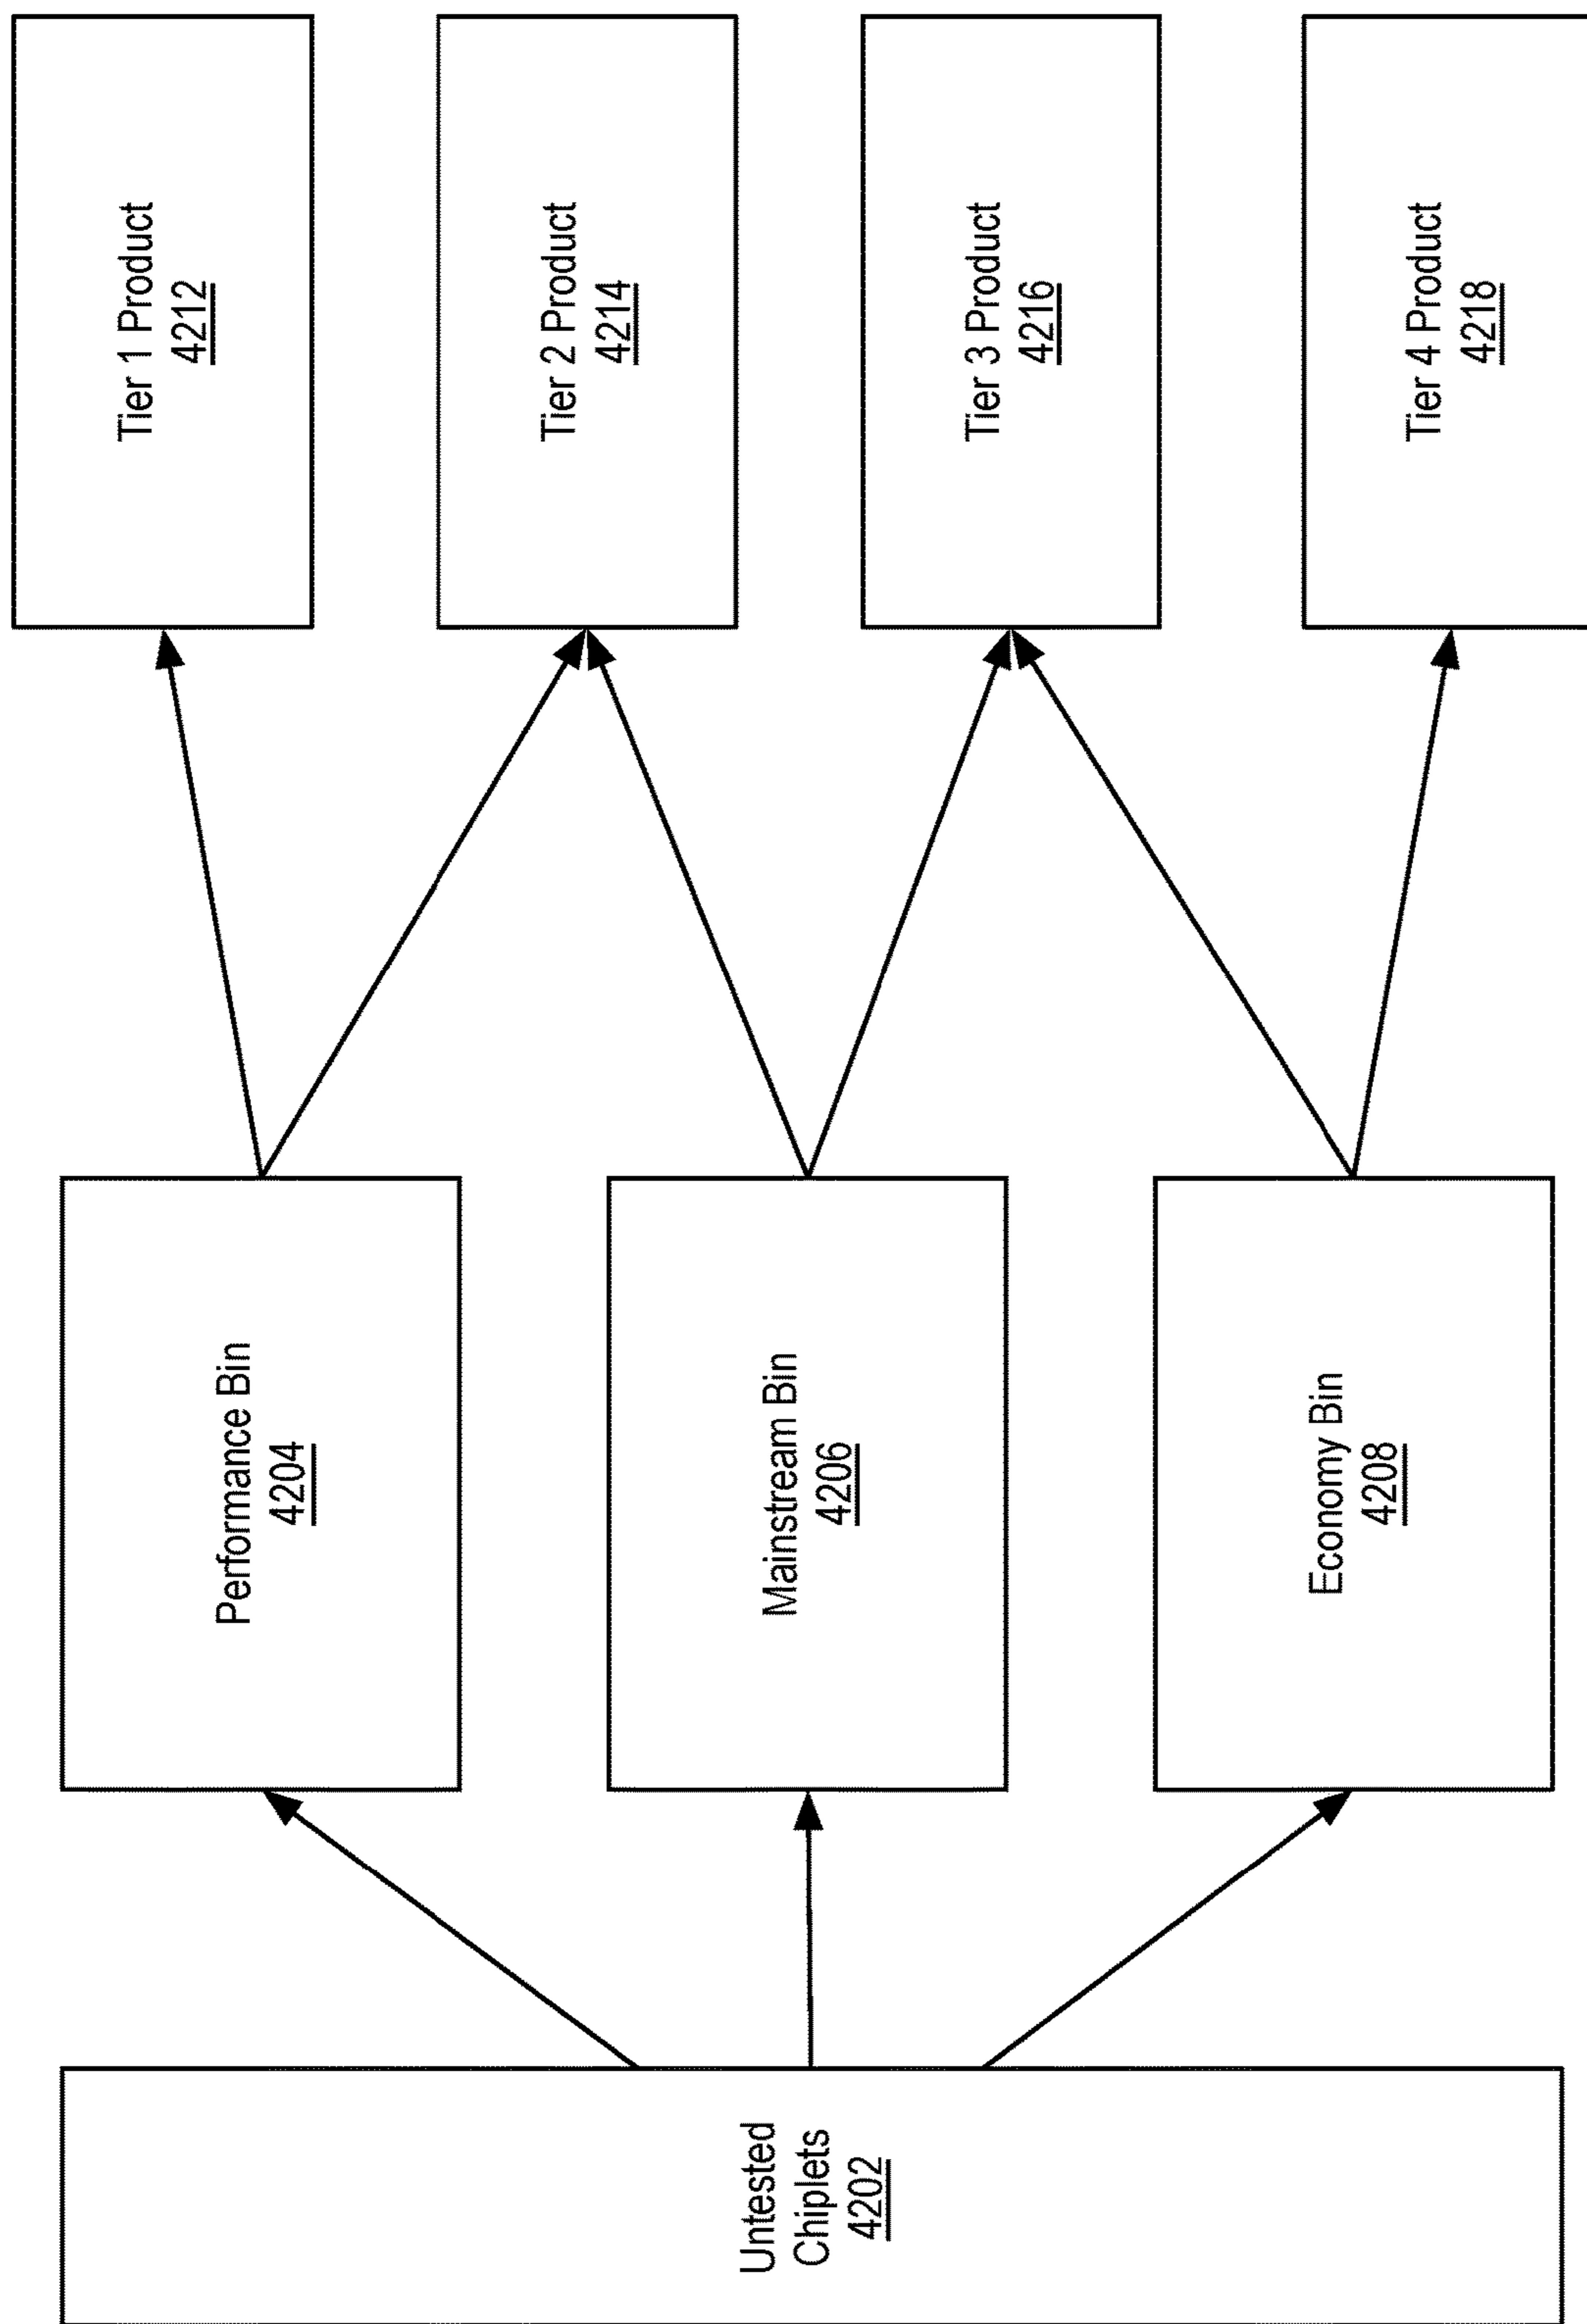 Untested
Chiplets
4202
Performance Bin
4204
Mainstream Bin
4206
Economy Bin
4208
Tier 1 Product
4212
Tier 2 Product
4214
Tier 3 Product
4216
Tier 4 Product
4218